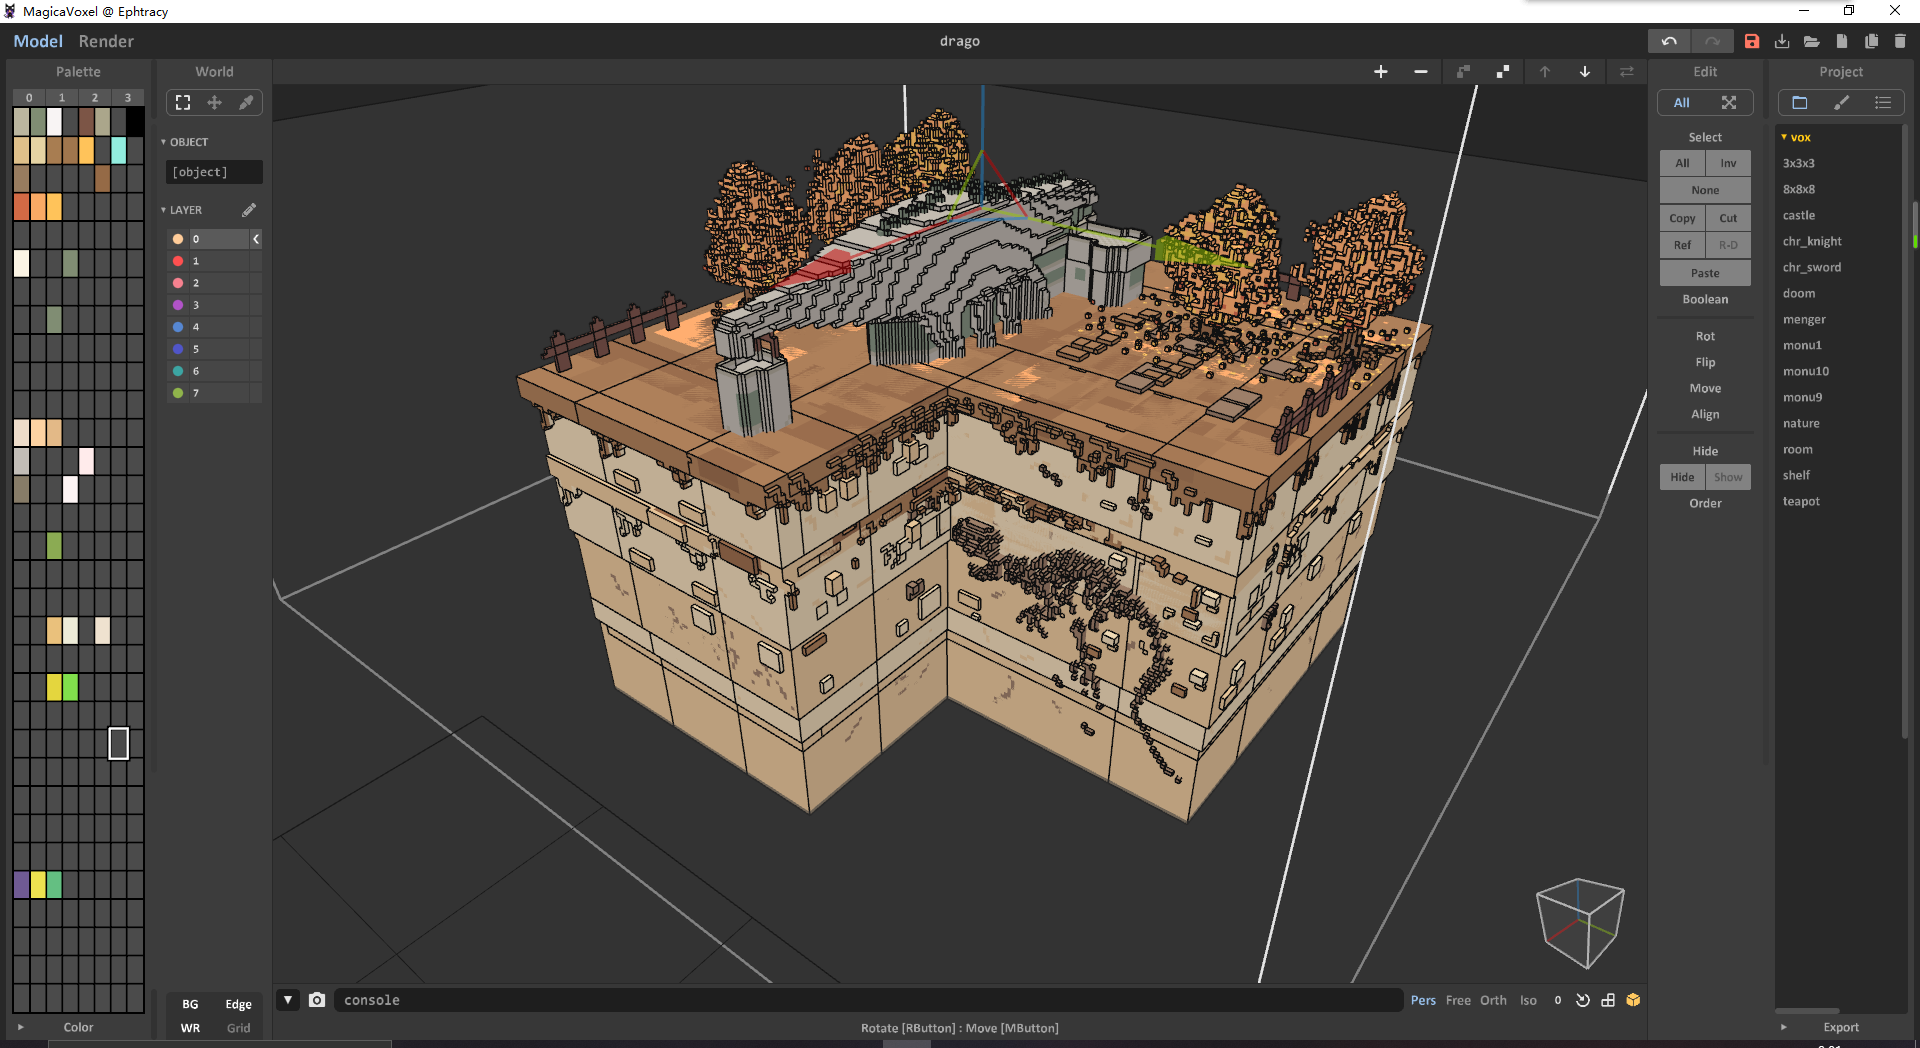 MagicaVoxel @ Ephtracy
Model Render
drago
Palette
0 1 2 3
Color
World
OBJECT
[object]
LAYER
0
1
2
3
4
5
6
7
BG Edge
WR Grid
console
Pers Free Orth Iso 0
Rotate [RButton] : Move [MButton]
Edit
All
Select
All Inv
None
Copy Cut
Ref R-D
Paste
Boolean
Rot
Flip
Move
Align
Hide
Hide Show
Order
Project
vox
3x3x3
8x8x8
castle
chr_knight
chr_sword
doom
menger
monu1
monu10
monu9
nature
room
shelf
teapot
Export